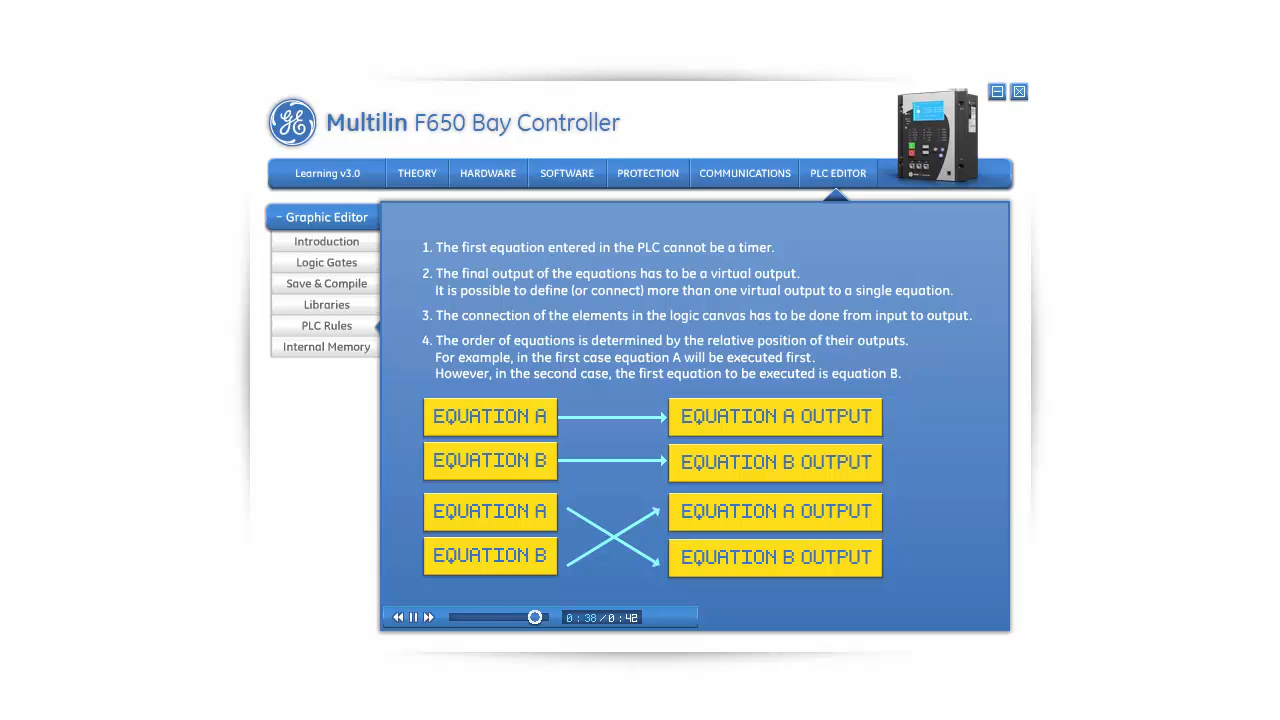 Multilin F650 Bay Controller
Learning v3.0 THEORY HARDWARE SOFTWARE PROTECTION COMMUNICATIONS PLC EDITOR
– Graphic Editor
Introduction
Logic Gates
Save & Compile
Libraries
PLC Rules
Internal Memory
1. The first equation entered in the PLC cannot be a timer.
2. The final output of the equations has to be a virtual output.
It is possible to define (or connect) more than one virtual output to a single equation.
3. The connection of the elements in the logic canvas has to be done from input to output.
4. The order of equations is determined by the relative position of their outputs.
For example, in the first case equation A will be executed first.
However, in the second case, the first equation to be executed is equation B.
EQUATION A EQUATION A OUTPUT
EQUATION B EQUATION B OUTPUT
EQUATION A EQUATION A OUTPUT
EQUATION B EQUATION B OUTPUT
0:38/0:42